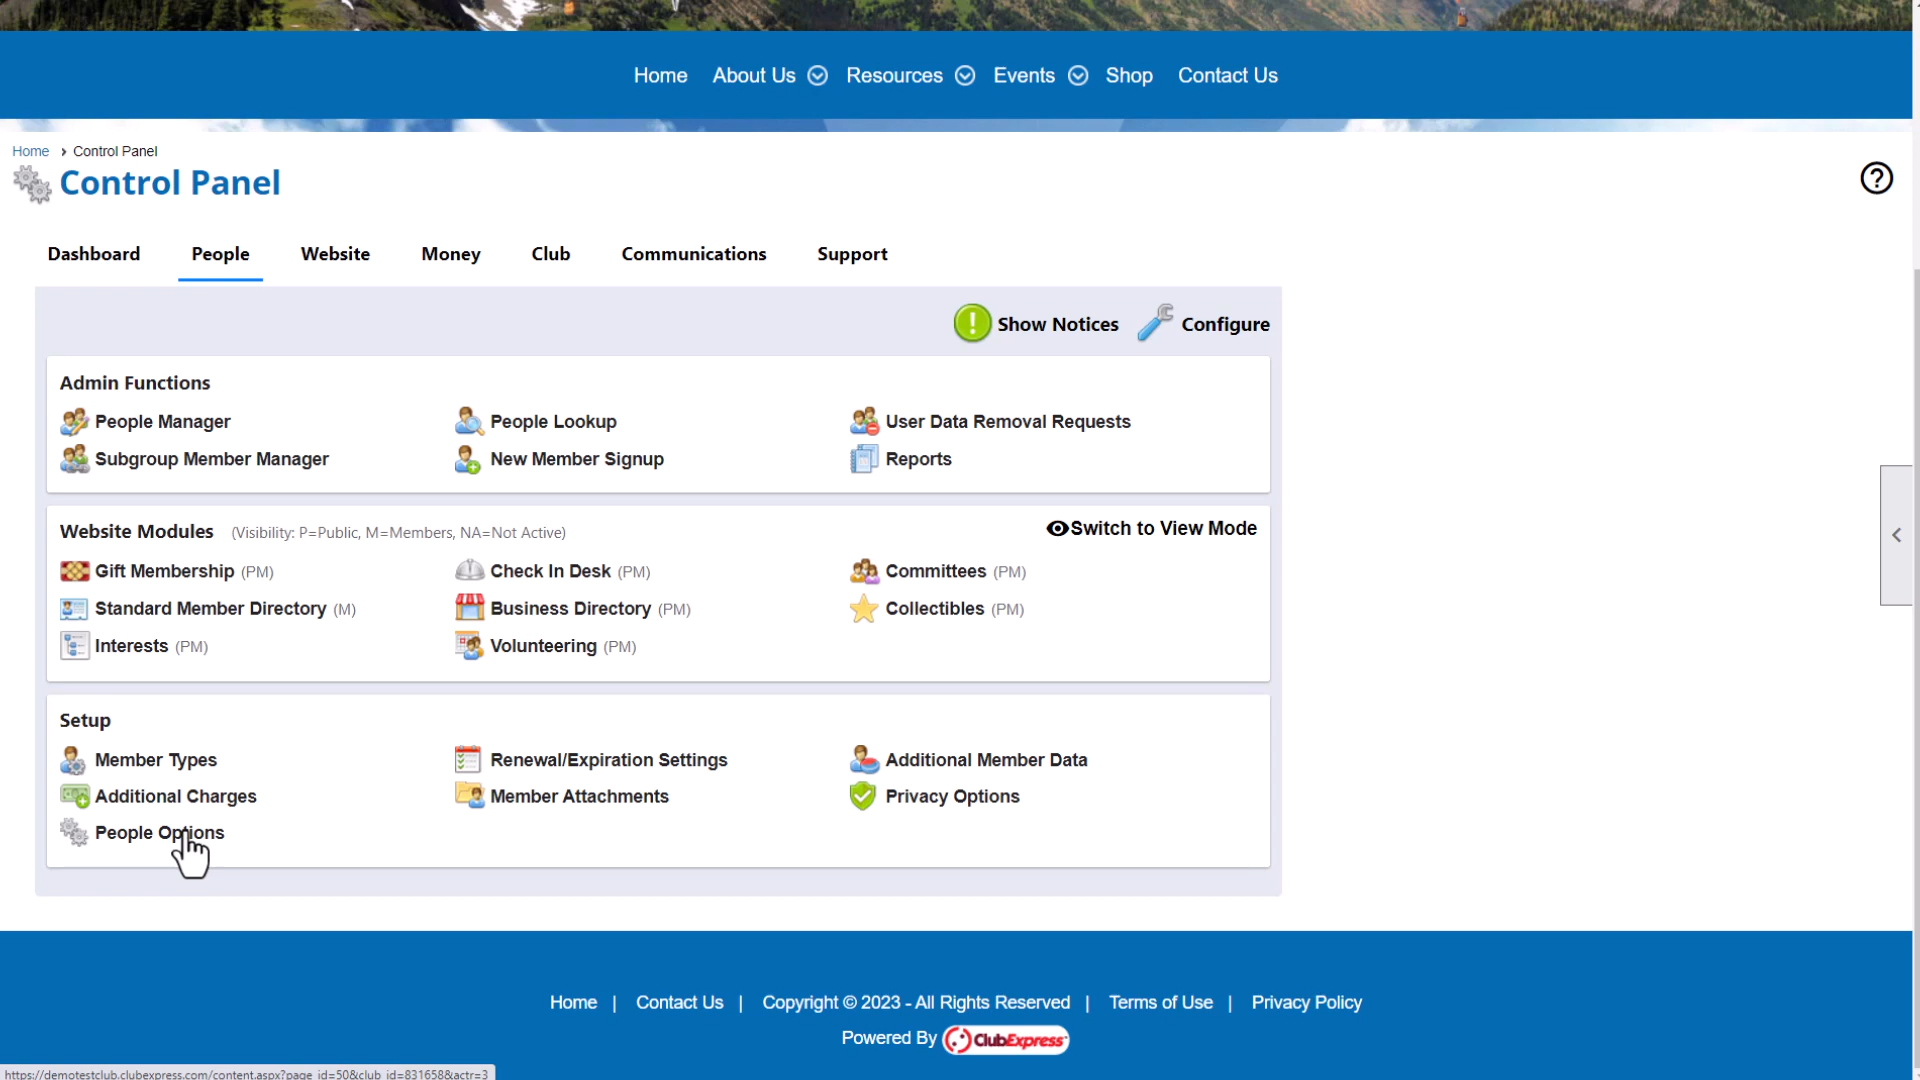 Home About Us Resources Events Shop Contact Us
Home › Control Panel
Control Panel
Dashboard People Website Money Club Communications Support
Show Notices Configure
Admin Functions
People Manager People Lookup User Data Removal Requests
Subgroup Member Manager New Member Signup Reports
Website Modules (Visibility: P=Public, M=Members, NA=Not Active) Switch to View Mode
Gift Membership (PM) Check In Desk (PM) Committees (PM)
Standard Member Directory (M) Business Directory (PM) Collectibles (PM)
Interests (PM) Volunteering (PM)
Setup
Member Types Renewal/Expiration Settings Additional Member Data
Additional Charges Member Attachments Privacy Options
People Options
Home | Contact Us | Copyright © 2023 - All Rights Reserved | Terms of Use | Privacy Policy
Powered By ClubExpress
https://demotestclub.clubexpress.com/content.aspx?page_id=50&club_id=831658&actr=3